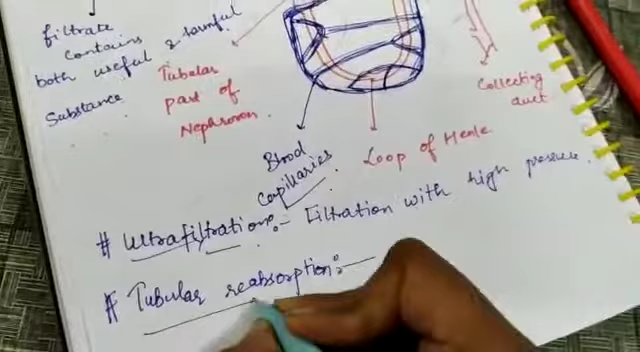 filtrate
contains
both useful & harmful
Substance
Tubular
part of
Nephroron.
Blood
Capillaries
Loop of Henle
Collecting
duct
# Ultrafiltration:- Filtration with high pressure.
# Tubular reabsorption:-